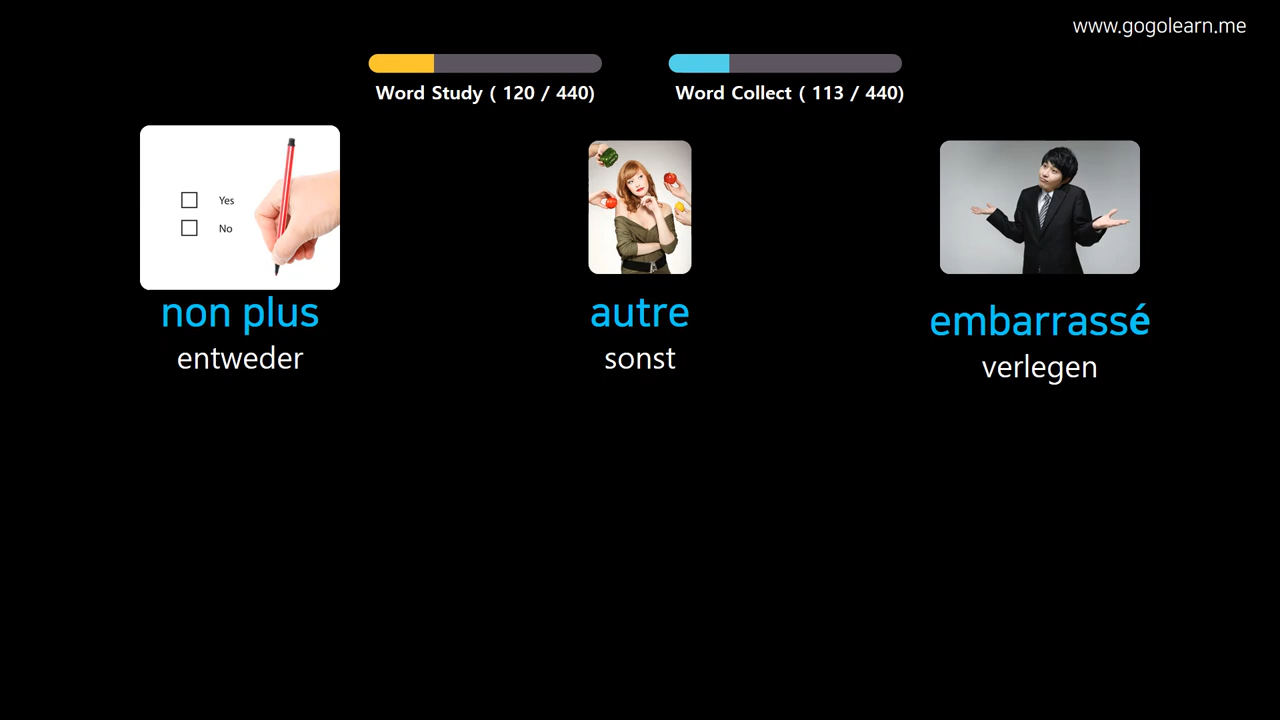 www.gogolearn.me
Word Study ( 120 / 440)
Word Collect ( 113 / 440)
Yes
No
non plus
entweder
autre
sonst
embarrassé
verlegen